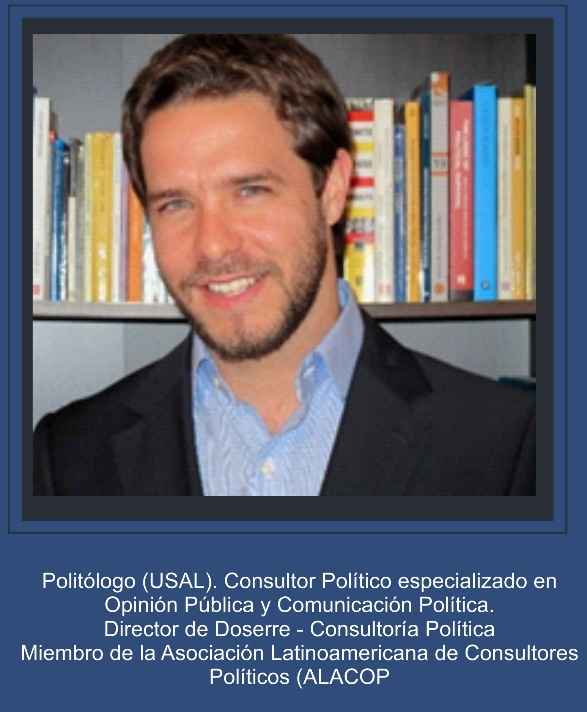 Politólogo (USAL). Consultor Político especializado en
Opinión Pública y Comunicación Política.
Director de Doserre - Consultoría Política
Miembro de la Asociación Latinoamericana de Consultores
Políticos (ALACOP